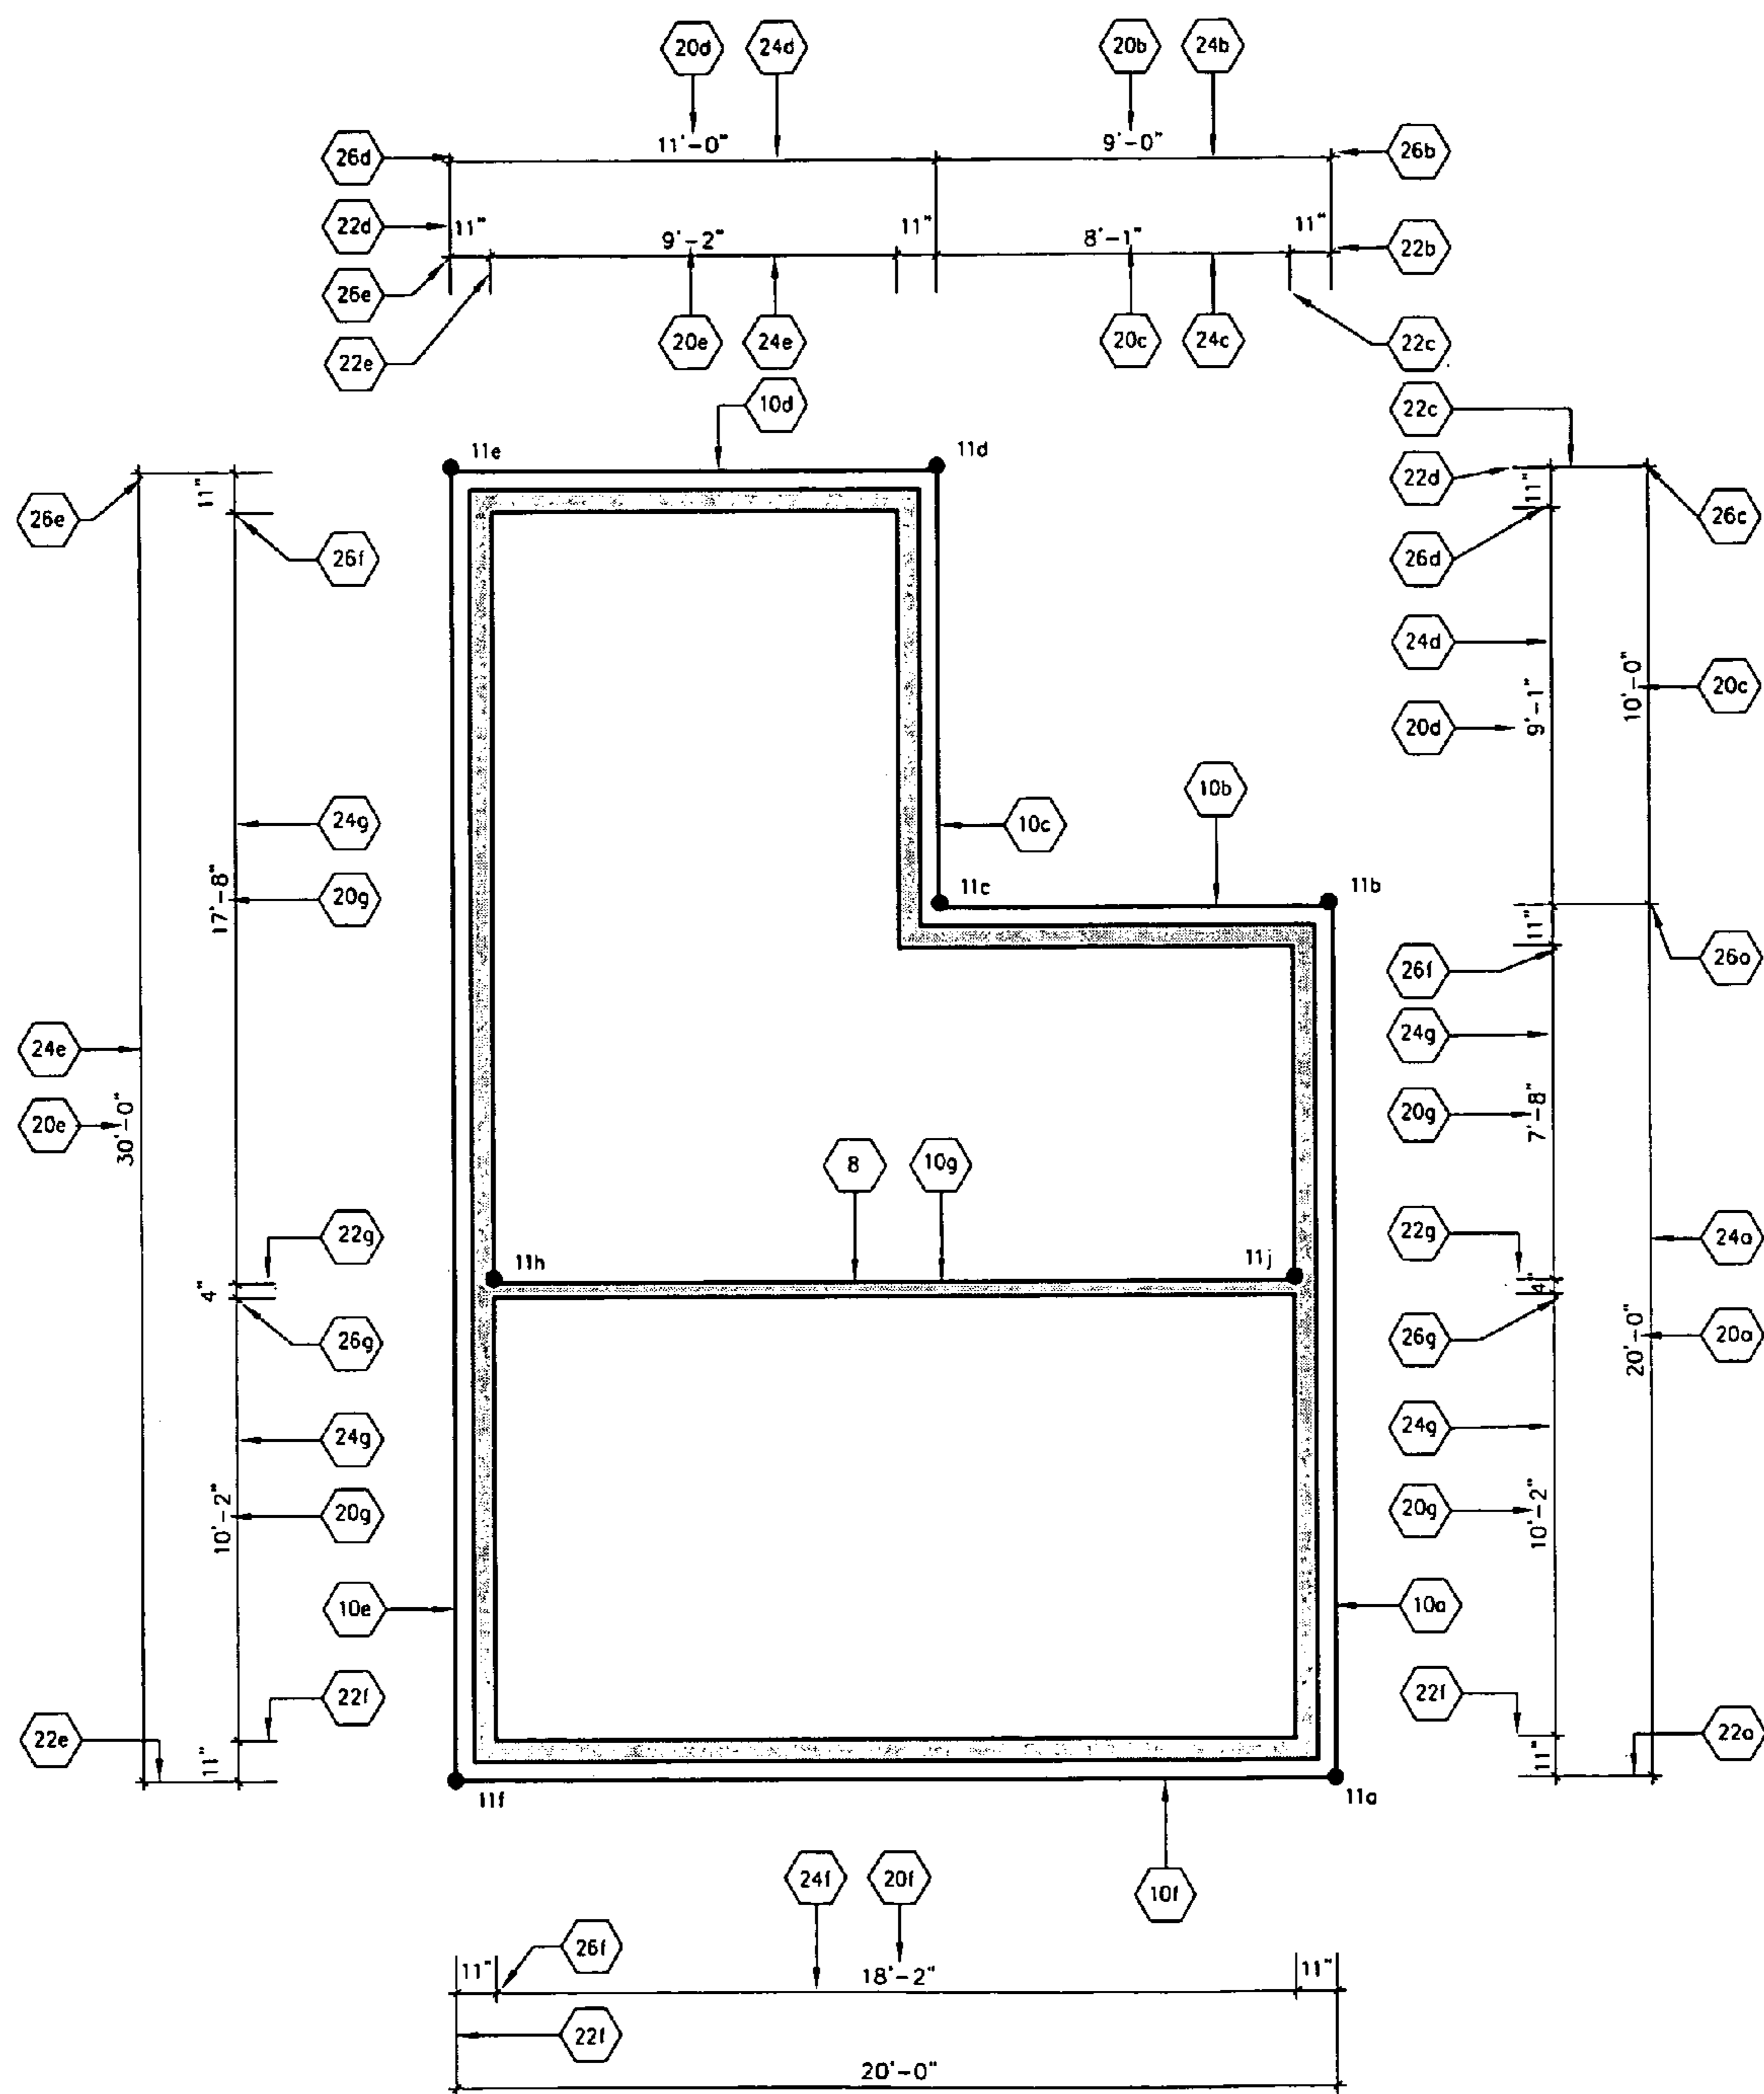 20d 24d 20b 24b
26d 11'-0" 9'-0" 26b
22d 11" 9'-2" 11" 8'-1" 11" 22b
26e
20e 24e 20c 24c
22e 22c
10d
22c
11e 11d
22d 11"
11" 26e 26f 26c
26d
24d
10'-0" 20c
20d 9'-1"
10b
24g 10c
20g 17'-8"
11c 11b
11" 26a
26f
24g
24e
20e 30'-0"
20g 7'-8"
8 10g
22g 22g 24a
11h 11j
4" 4"
26g 26g 20'-0" 20a
24g 24g
20g 10'-2" 20g 10'-2"
10e 10a
22f 22f
22e 11" 11" 22a
11f 11a
24f 20f 10f
26f
11" 18'-2" 11"
22f
20'-0"